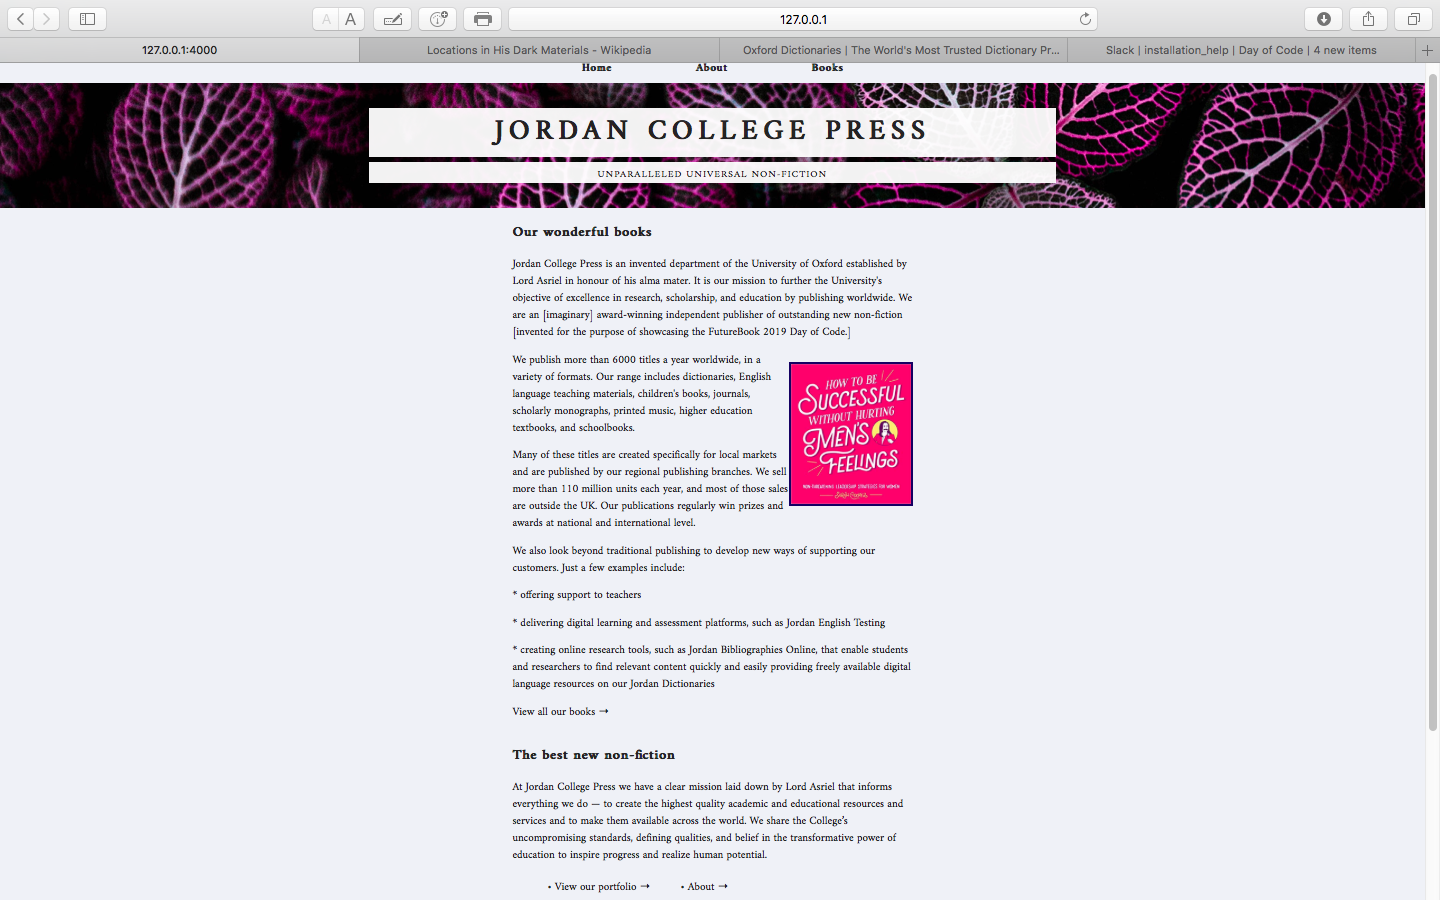 A A
127.0.0.1
127.0.0.1:4000
Locations in His Dark Materials - Wikipedia
Oxford Dictionaries | The World's Most Trusted Dictionary Pr...
Slack | installation_help | Day of Code | 4 new items
Home About Books
JORDAN COLLEGE PRESS
UNPARALLELED UNIVERSAL NON-FICTION
Our wonderful books
Jordan College Press is an invented department of the University of Oxford established by
Lord Asriel in honour of his alma mater. It is our mission to further the University's
objective of excellence in research, scholarship, and education by publishing worldwide. We
are an [imaginary] award-winning independent publisher of outstanding new non-fiction
[invented for the purpose of showcasing the FutureBook 2019 Day of Code.]
We publish more than 6000 titles a year worldwide, in a
variety of formats. Our range includes dictionaries, English
language teaching materials, children's books, journals,
scholarly monographs, printed music, higher education
textbooks, and schoolbooks.
Many of these titles are created specifically for local markets
and are published by our regional publishing branches. We sell
more than 110 million units each year, and most of those sales
are outside the UK. Our publications regularly win prizes and
awards at national and international level.
HOW TO BE
SUCCESSFUL
WITHOUT HURTING
MEN'S
FEELINGS
NON-THREATENING LEADERSHIP STRATEGIES FOR WOMEN
We also look beyond traditional publishing to develop new ways of supporting our
customers. Just a few examples include:
* offering support to teachers
* delivering digital learning and assessment platforms, such as Jordan English Testing
* creating online research tools, such as Jordan Bibliographies Online, that enable students
and researchers to find relevant content quickly and easily providing freely available digital
language resources on our Jordan Dictionaries
View all our books →
The best new non-fiction
At Jordan College Press we have a clear mission laid down by Lord Asriel that informs
everything we do — to create the highest quality academic and educational resources and
services and to make them available across the world. We share the College's
uncompromising standards, defining qualities, and belief in the transformative power of
education to inspire progress and realize human potential.
• View our portfolio → • About →